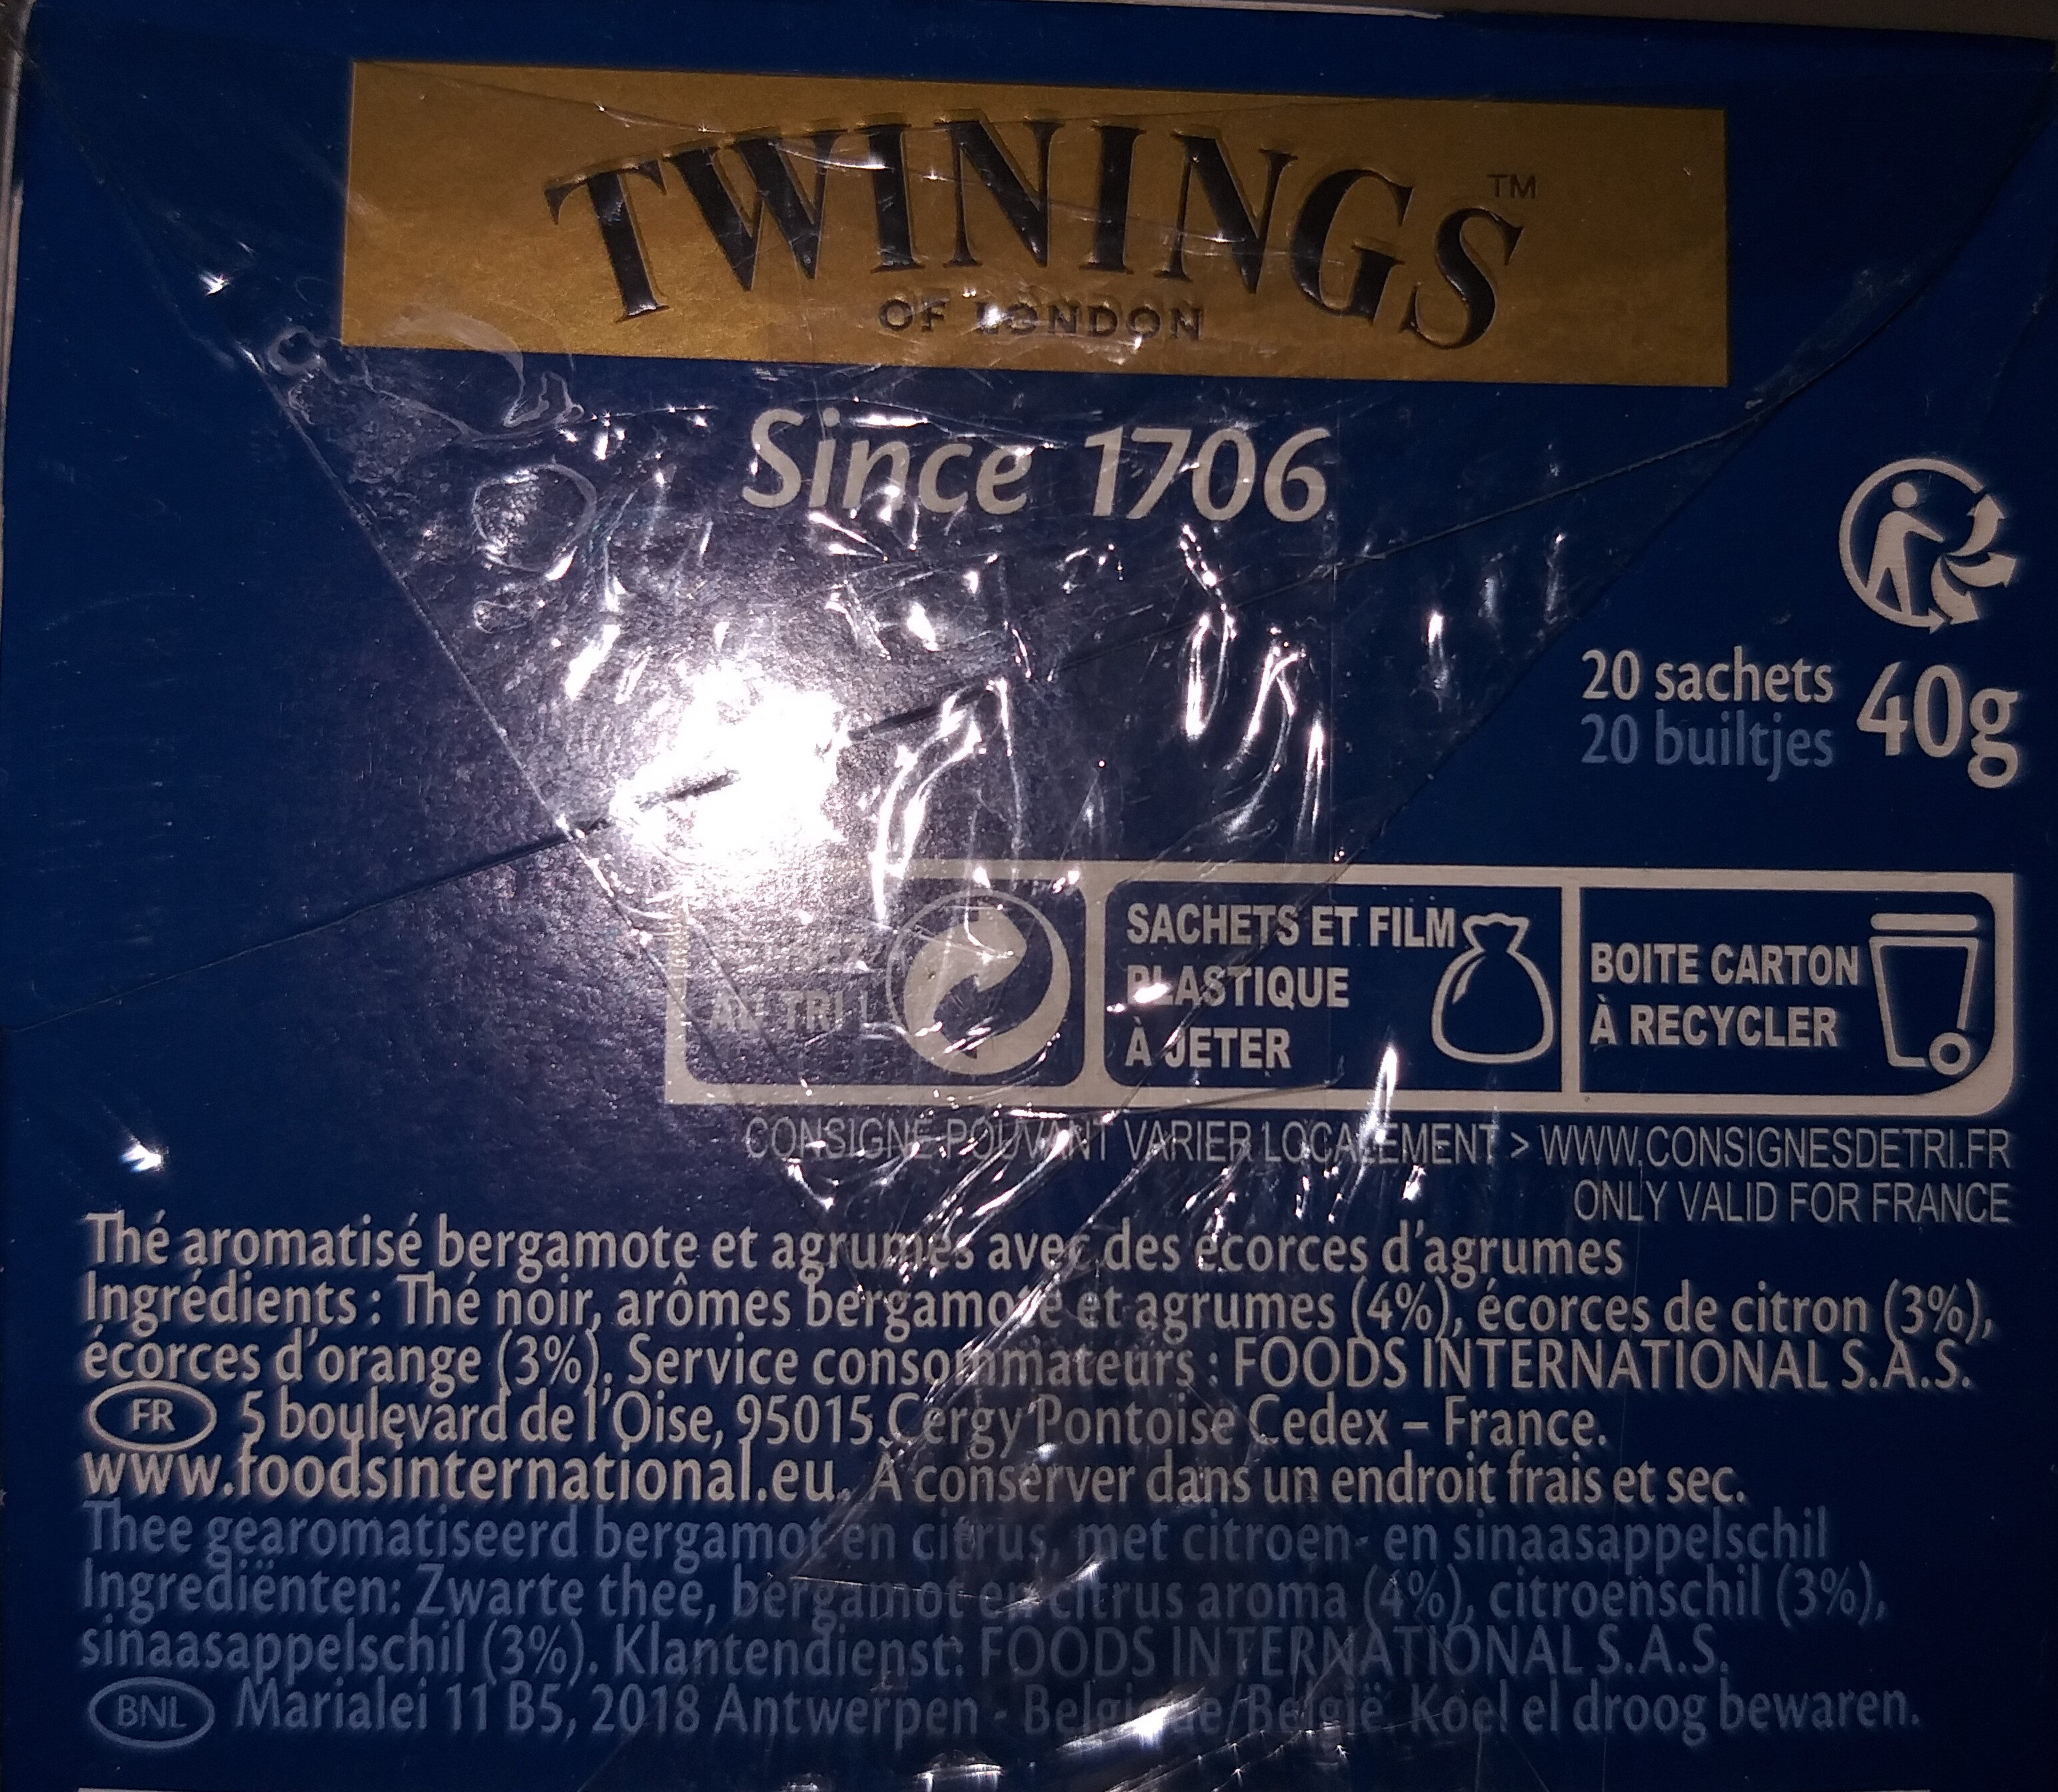 TWININGS™
OF LONDON
Since 1706
20 sachets
20 builtjes
40g
AU TRI !
SACHETS ET FILM
PLASTIQUE
À JETER
BOITE CARTON
À RECYCLER
CONSIGNE POUVANT VARIER LOCALEMENT > WWW.CONSIGNESDETRI.FR
ONLY VALID FOR FRANCE
Thé aromatisé bergamote et agrumes avec des écorces d'agrumes
Ingrédients : Thé noir, arômes bergamote et agrumes (4%), écorces de citron (3%),
écorces d'orange (3%). Service consommateurs : FOODS INTERNATIONAL S.A.S.
FR 5 boulevard de l'Oise, 95015 Cergy Pontoise Cedex – France.
www.foodsinternational.eu. À conserver dans un endroit frais et sec.
Thee gearomatiseerd bergamot en citrus, met citroen- en sinaasappelschil
Ingrediënten: Zwarte thee, bergamot en citrus aroma (4%), citroenschil (3%),
sinaasappelschil (3%). Klantendienst: FOODS INTERNATIONAL S.A.S.
BNL Marialei 11 B5, 2018 Antwerpen - Belgique/België Koel el droog bewaren.